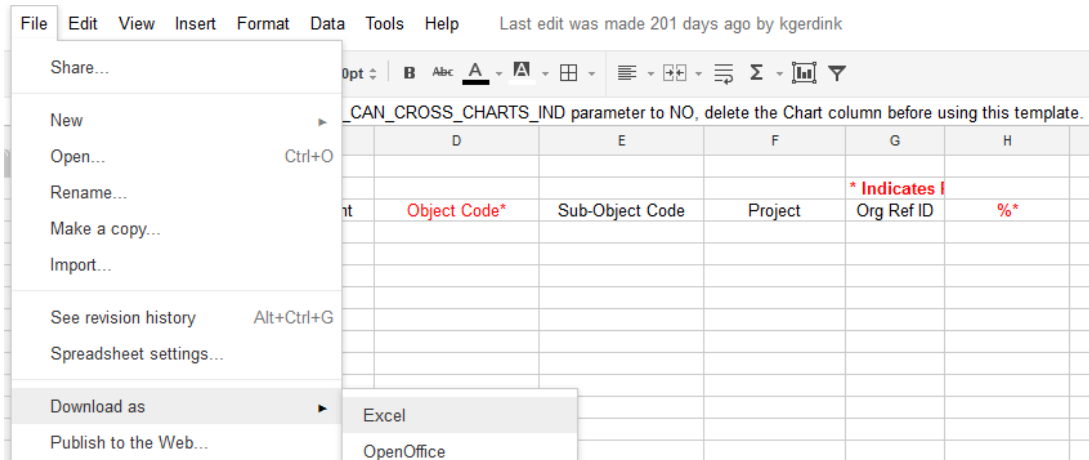 File Edit View Insert Format Data Tools Help Last edit was made 201 days ago by kgerdink
Share...
0pt B Abc A A Σ
_CAN_CROSS_CHARTS_IND parameter to NO, delete the Chart column before using this template.
New
D E F G H
Open... Ctrl+O
Rename...
* Indicates
nt Object Code* Sub-Object Code Project Org Ref ID %*
Make a copy...
Import...
See revision history Alt+Ctrl+G
Spreadsheet settings...
Download as
Excel
Publish to the Web...
OpenOffice